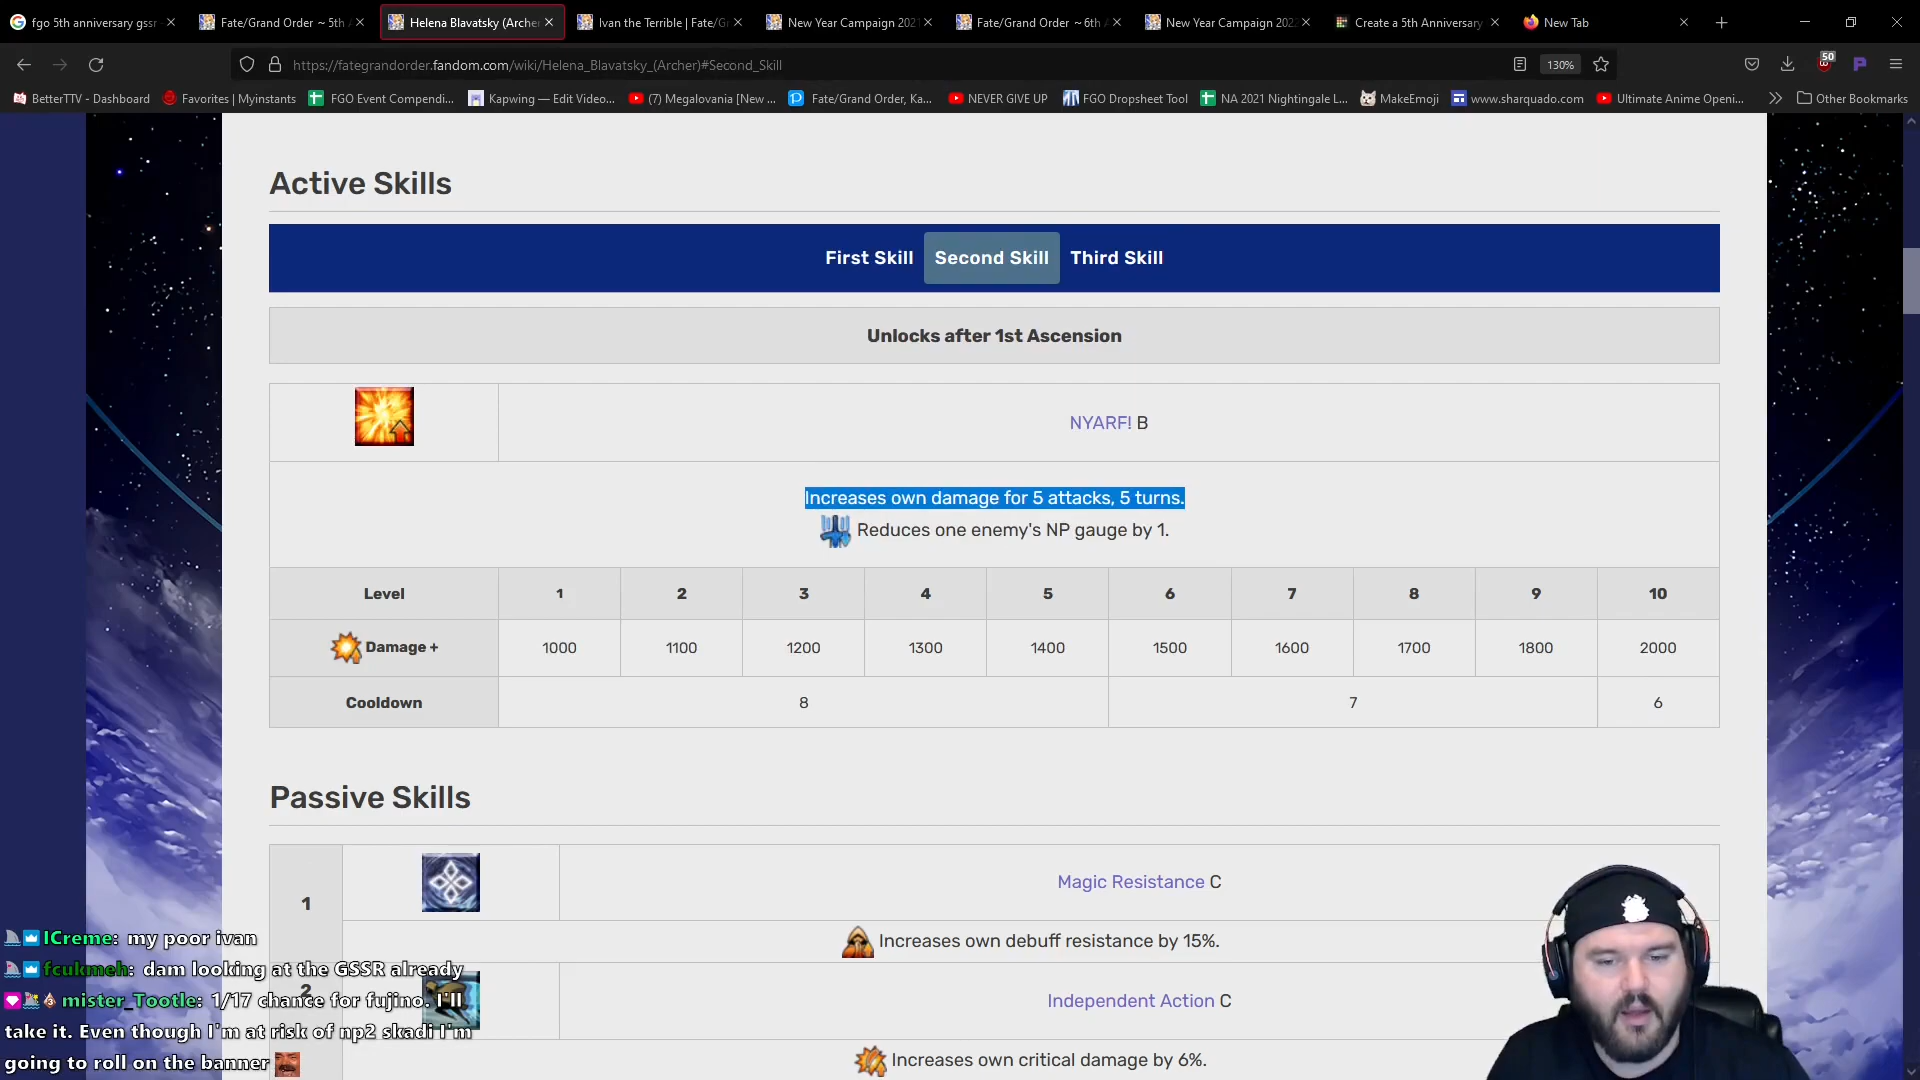 fgo 5th anniversary gssr
Fate/Grand Order ~ 5th A
Helena Blavatsky (Archer
Ivan the Terrible | Fate/G
New Year Campaign 2021
Fate/Grand Order ~ 6th A
New Year Campaign 202
Create a 5th Anniversary
New Tab
https://fategrandorder.fandom.com/wiki/Helena_Blavatsky_(Archer)#Second_Skill
130%
50
BetterTTV - Dashboard
Favorites | Myinstants
FGO Event Compendi...
Kapwing — Edit Video...
(7) Megalovania [New ...
Fate/Grand Order, Ka...
NEVER GIVE UP
FGO Dropsheet Tool
NA 2021 Nightingale L...
MakeEmoji
www.sharquado.com
Ultimate Anime Openi...
Other Bookmarks
Active Skills
First Skill Second Skill Third Skill
Unlocks after 1st Ascension
NYARF! B
Increases own damage for 5 attacks, 5 turns.
Reduces one enemy's NP gauge by 1.
Level 1 2 3 4 5 6 7 8 9 10
Damage + 1000 1100 1200 1300 1400 1500 1600 1700 1800 2000
Cooldown 8 7 6
Passive Skills
1
Magic Resistance C
Increases own debuff resistance by 15%.
2
Independent Action C
Increases own critical damage by 6%.
ICreme: my poor ivan
fcukmeh: dam looking at the GSSR already
mister_Tootle: 1/17 chance for fujino. I'll
take it. Even though I'm at risk of np2 skadi I'm
going to roll on the banner